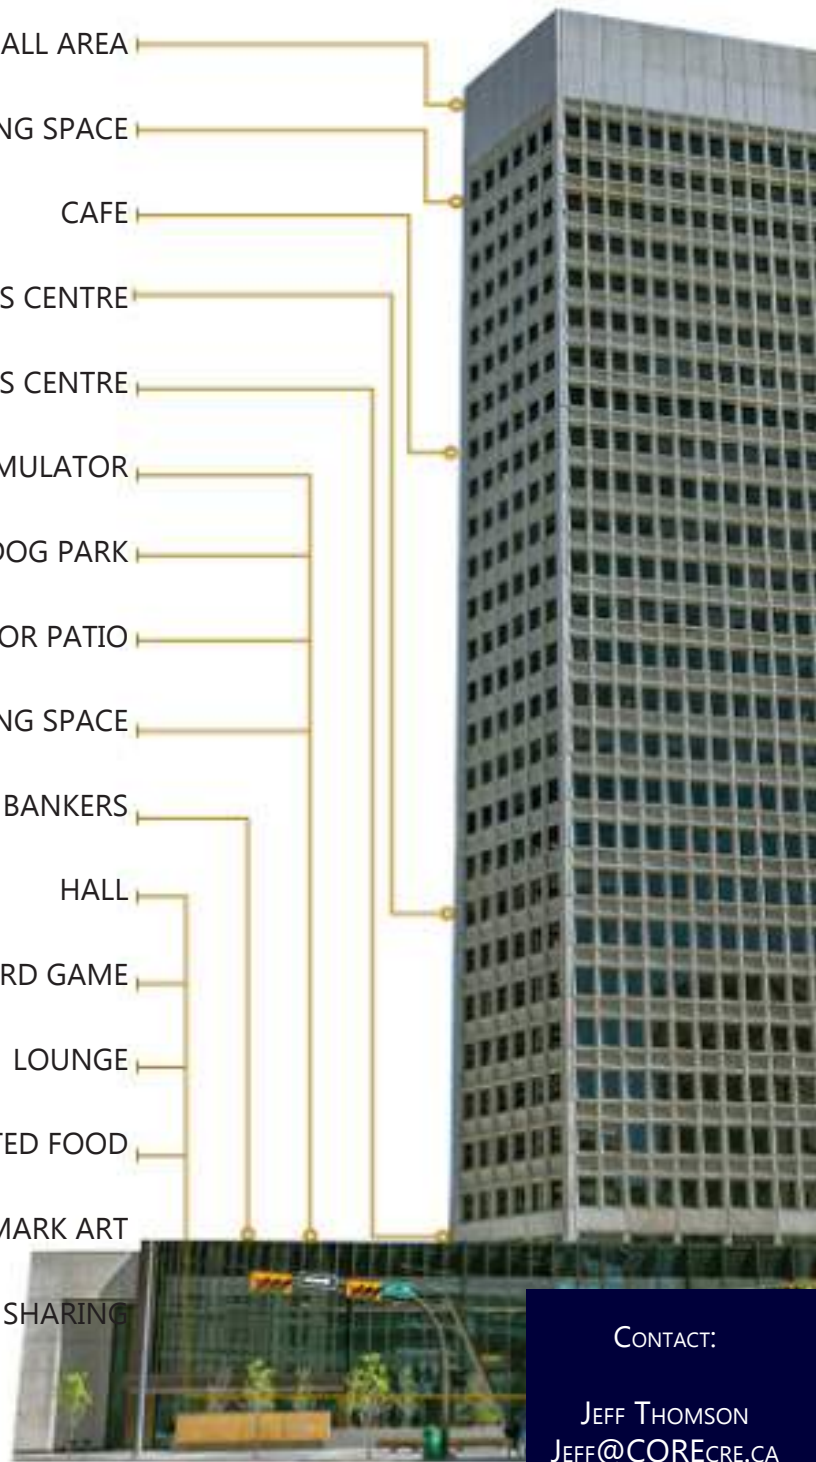 ALL AREA
NG SPACE
CAFE
S CENTRE
S CENTRE
MULATOR
DOG PARK
OR PATIO
NG SPACE
BANKERS
HALL
RD GAME
LOUNGE
TED FOOD
MARK ART
SHARING
CONTACT:
JEFF THOMSON
JEFF@CORECRE.CA